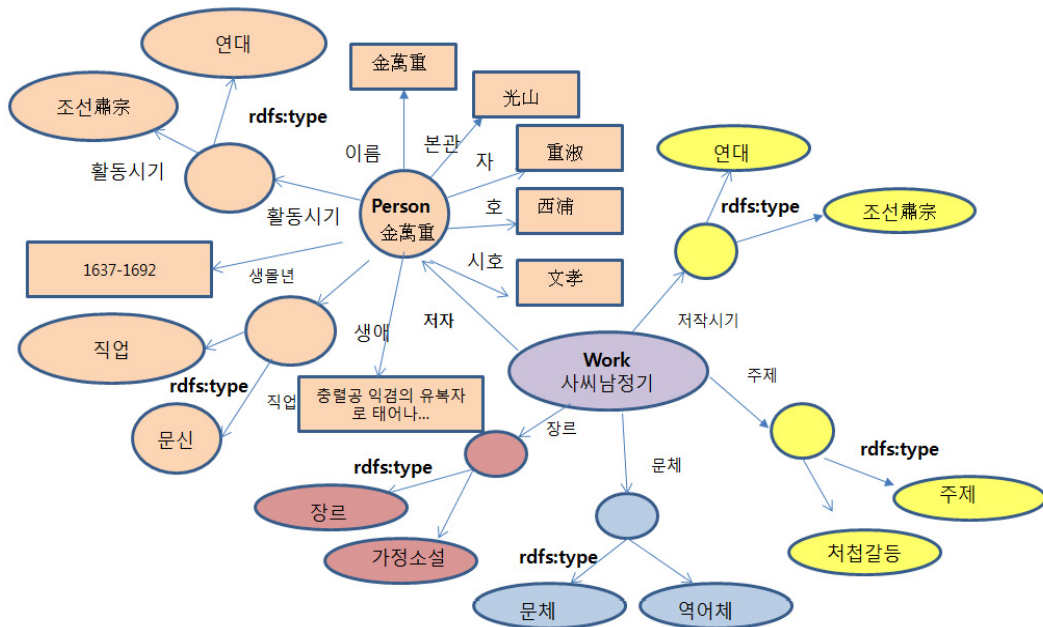 연대
金萬重
光山
조선肅宗
rdfs:type
이름
본관
자
重淑
연대
활동시기
활동시기
Person
金萬重
호
西浦
rdfs:type
조선肅宗
1637-1692
생몰년
시호
文孝
생애
저자
저작시기
직업
rdfs:type
직업
충렬공 익겸의 유복자
로 태어나...
Work
사씨남정기
주제
문신
장르
rdfs:type
문체
rdfs:type
장르
주제
가정소설
rdfs:type
처첩갈등
문체
역어체